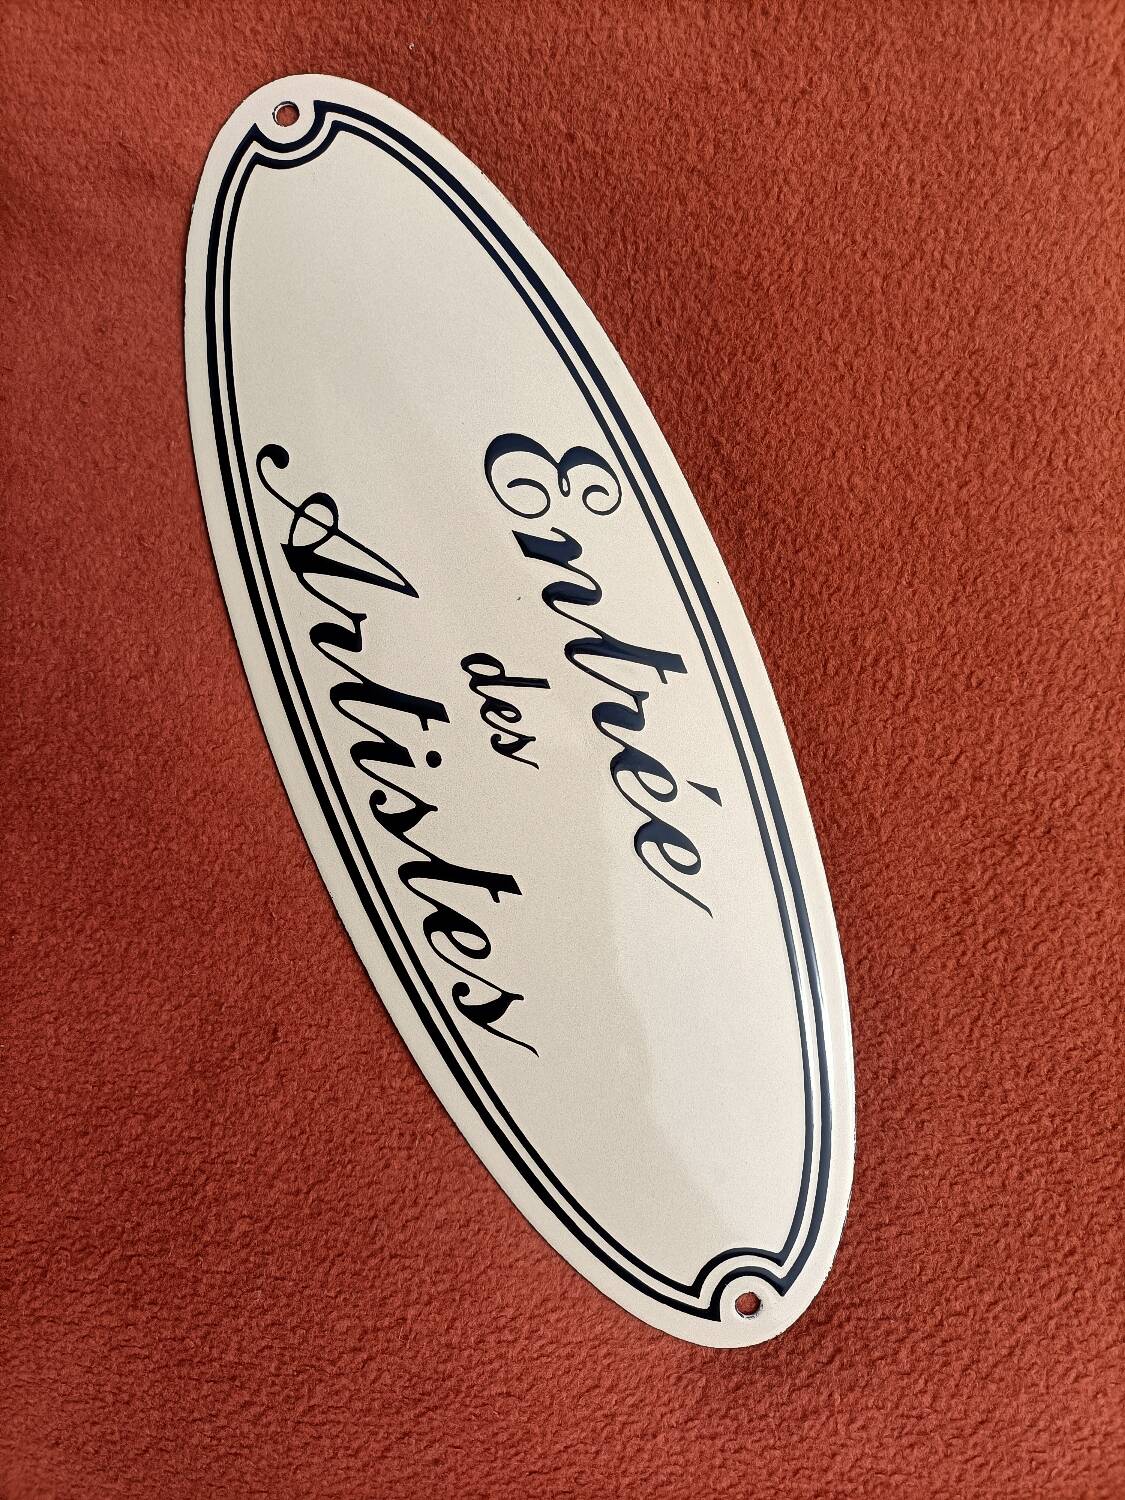 Entrée
des
Artistes